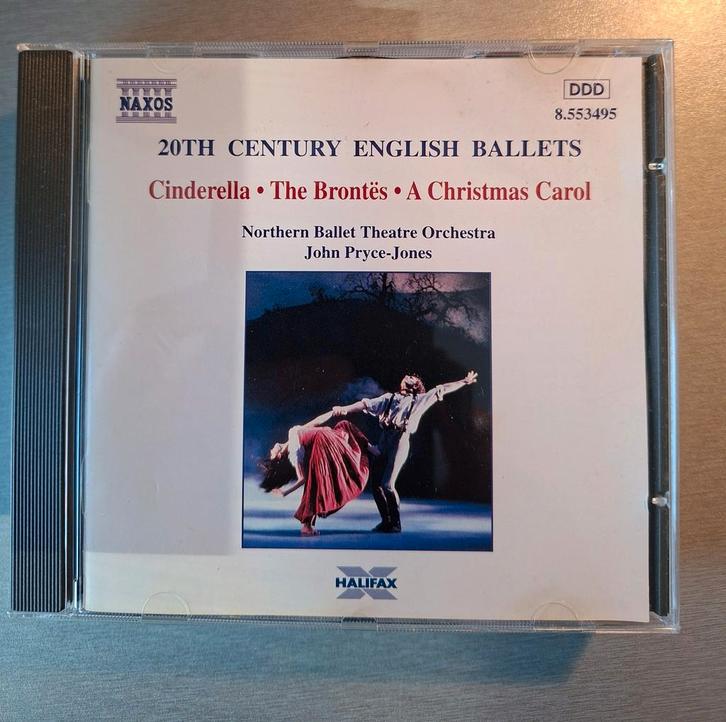 NAXOS
DDD
8.553495
20TH CENTURY ENGLISH BALLETS
Cinderella • The Brontës • A Christmas Carol
Northern Ballet Theatre Orchestra
John Pryce-Jones
HALIFAX